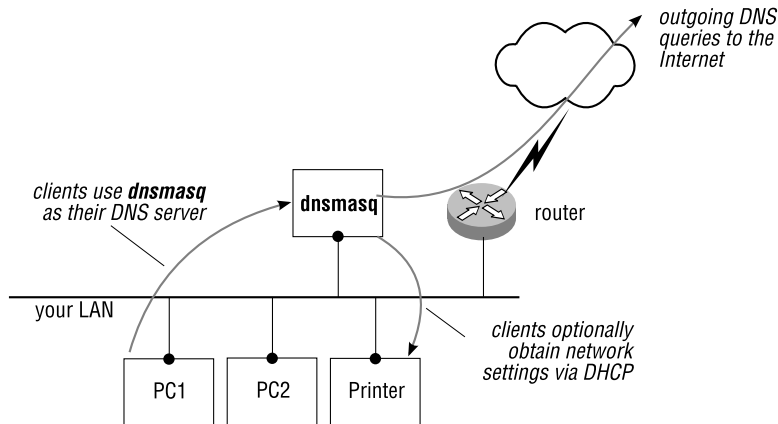 outgoing DNS
queries to the
Internet
clients use dnsmasq
as their DNS server
dnsmasq
router
your LAN
clients optionally
obtain network
settings via DHCP
PC1
PC2
Printer